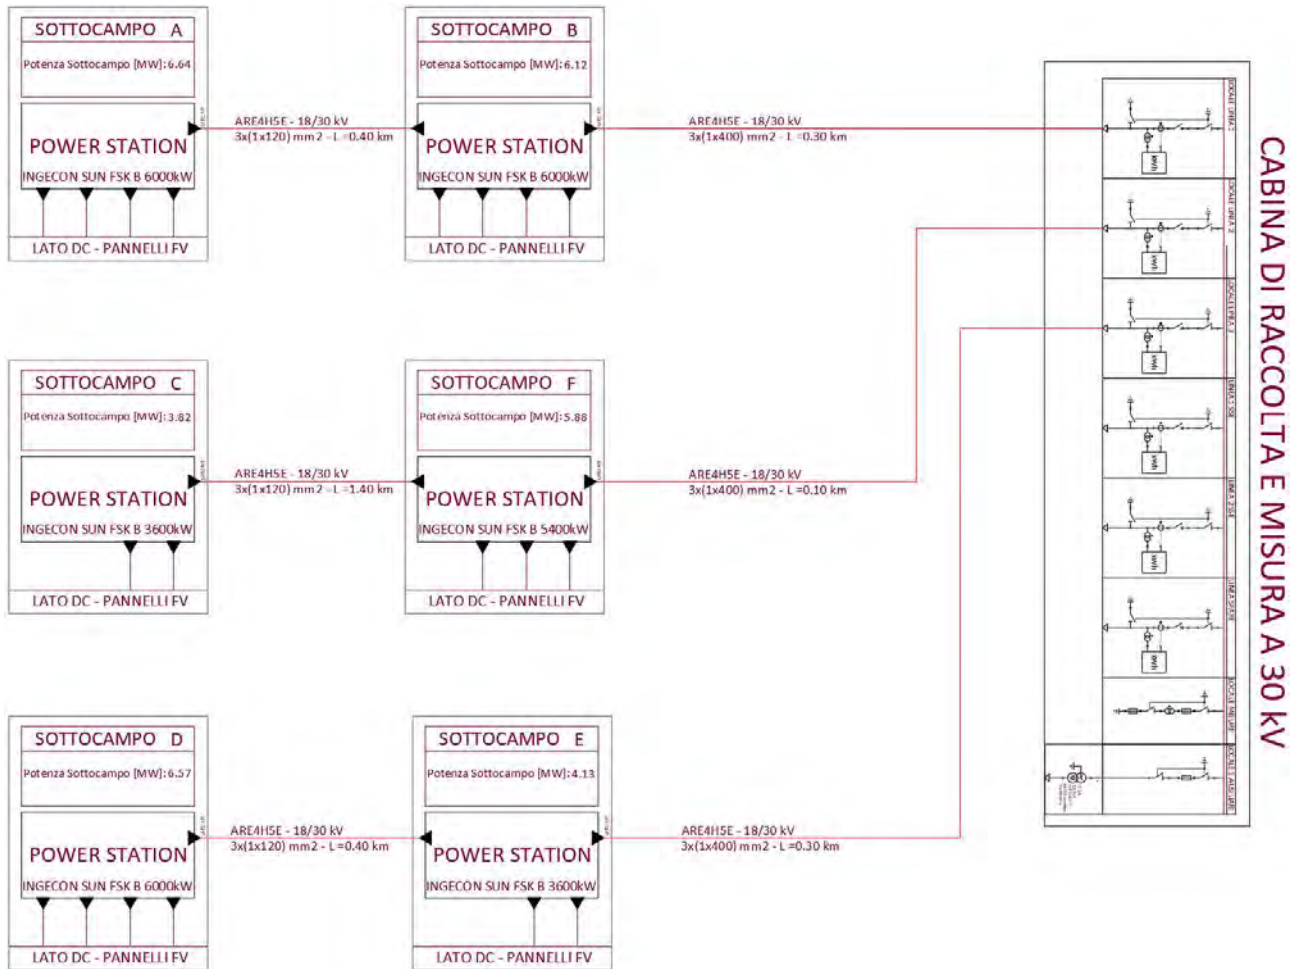 SOTTOCAMPO A
Potenza Sottocampo [MW]: 6.64
POWER STATION
INGECON SUN FSK B 6000kW
LATO DC - PANNELLI FV
ARE4H5E - 18/30 kV
3x(1x120) mm2 - L =0.40 km
SOTTOCAMPO B
Potenza Sottocampo [MW]: 6.12
POWER STATION
INGECON SUN FSK B 6000kW
LATO DC - PANNELLI FV
ARE4H5E - 18/30 kV
3x(1x400) mm2 - L =0.30 km
SOTTOCAMPO C
Potenza Sottocampo [MW]: 3.82
POWER STATION
INGECON SUN FSK B 3600kW
LATO DC - PANNELLI FV
ARE4H5E - 18/30 kV
3x(1x120) mm2 - L =1.40 km
SOTTOCAMPO F
Potenza Sottocampo [MW]: 5.88
POWER STATION
INGECON SUN FSK B 5400kW
LATO DC - PANNELLI FV
ARE4H5E - 18/30 kV
3x(1x400) mm2 - L =0.10 km
SOTTOCAMPO D
Potenza Sottocampo [MW]: 6.57
POWER STATION
INGECON SUN FSK B 6000kW
LATO DC - PANNELLI FV
ARE4H5E - 18/30 kV
3x(1x120) mm2 - L =0.40 km
SOTTOCAMPO E
Potenza Sottocampo [MW]: 4.13
POWER STATION
INGECON SUN FSK B 3600kW
LATO DC - PANNELLI FV
ARE4H5E - 18/30 kV
3x(1x400) mm2 - L =0.30 km
kWh
kWh
kWh
kWh
kWh
kWh
CABINA DI RACCOLTA E MISURA A 30 kV